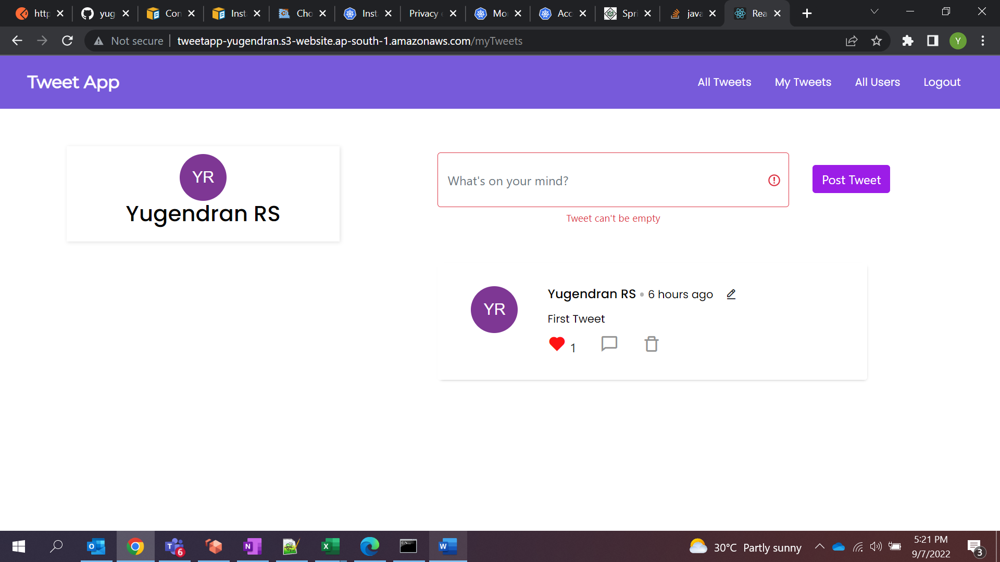 http yug Con Inst Cho Inst Privacy e Mo Acc Spri java Rea
Not secure tweetapp-yugendran.s3-website.ap-south-1.amazonaws.com/myTweets Y
Tweet App All Tweets My Tweets All Users Logout
YR
Yugendran RS
What's on your mind?
Post Tweet
Tweet can't be empty
YR
Yugendran RS • 6 hours ago
First Tweet
1
30°C Partly sunny
5:21 PM
9/7/2022
6
3